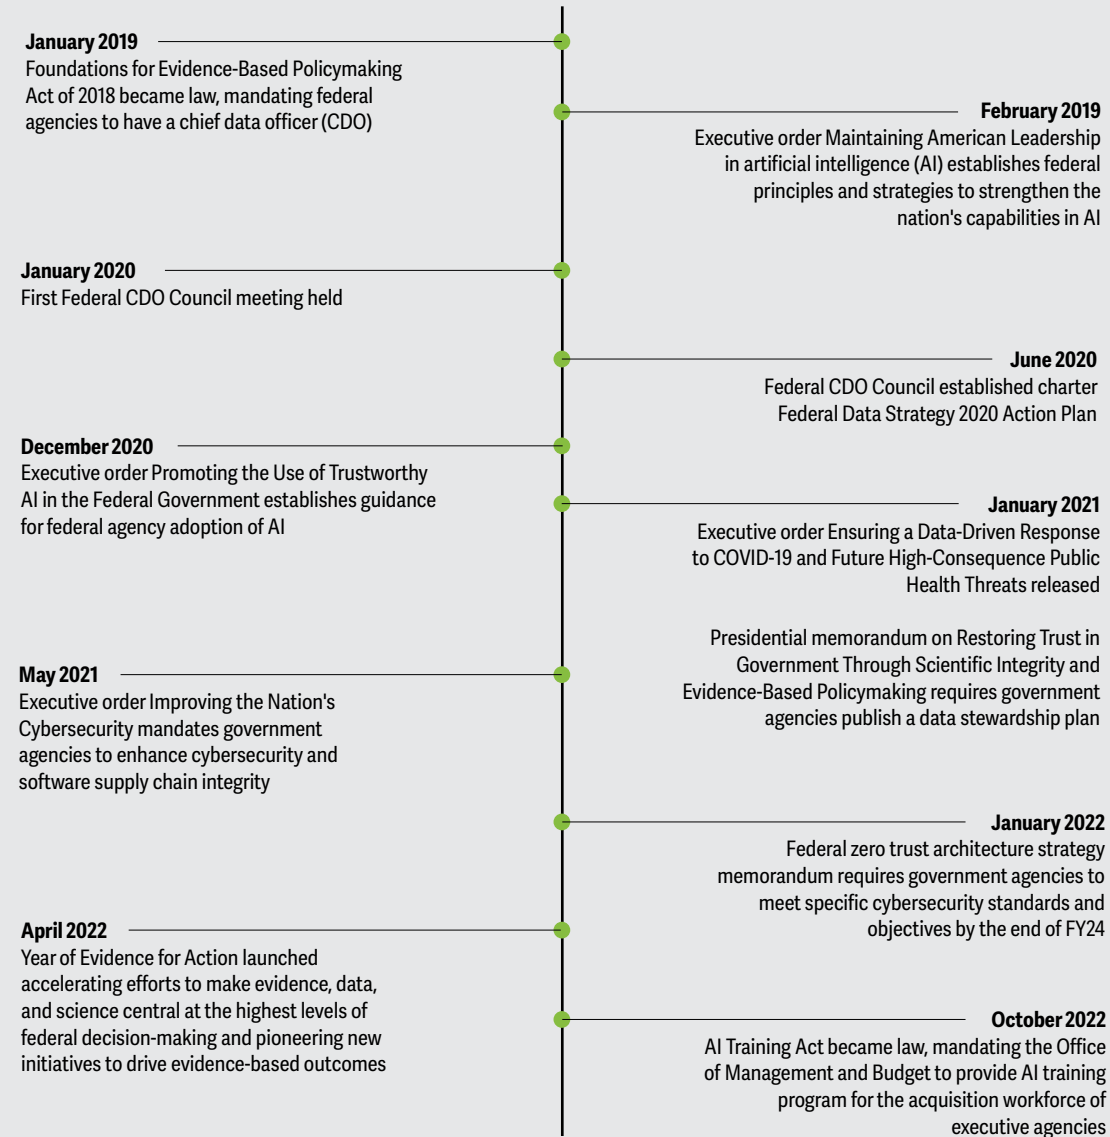 January 2019
Foundations for Evidence-Based Policymaking
Act of 2018 became law, mandating federal
agencies to have a chief data officer (CDO)
February 2019
Executive order Maintaining American Leadership
in artificial intelligence (AI) establishes federal
principles and strategies to strengthen the
nation's capabilities in AI
January 2020
First Federal CDO Council meeting held
June 2020
Federal CDO Council established charter
Federal Data Strategy 2020 Action Plan
December 2020
Executive order Promoting the Use of Trustworthy
AI in the Federal Government establishes guidance
for federal agency adoption of AI
January 2021
Executive order Ensuring a Data-Driven Response
to COVID-19 and Future High-Consequence Public
Health Threats released
Presidential memorandum on Restoring Trust in
Government Through Scientific Integrity and
Evidence-Based Policymaking requires government
agencies publish a data stewardship plan
May 2021
Executive order Improving the Nation's
Cybersecurity mandates government
agencies to enhance cybersecurity and
software supply chain integrity
January 2022
Federal zero trust architecture strategy
memorandum requires government agencies to
meet specific cybersecurity standards and
objectives by the end of FY24
April 2022
Year of Evidence for Action launched
accelerating efforts to make evidence, data,
and science central at the highest levels of
federal decision-making and pioneering new
initiatives to drive evidence-based outcomes
October 2022
AI Training Act became law, mandating the Office
of Management and Budget to provide AI training
program for the acquisition workforce of
executive agencies